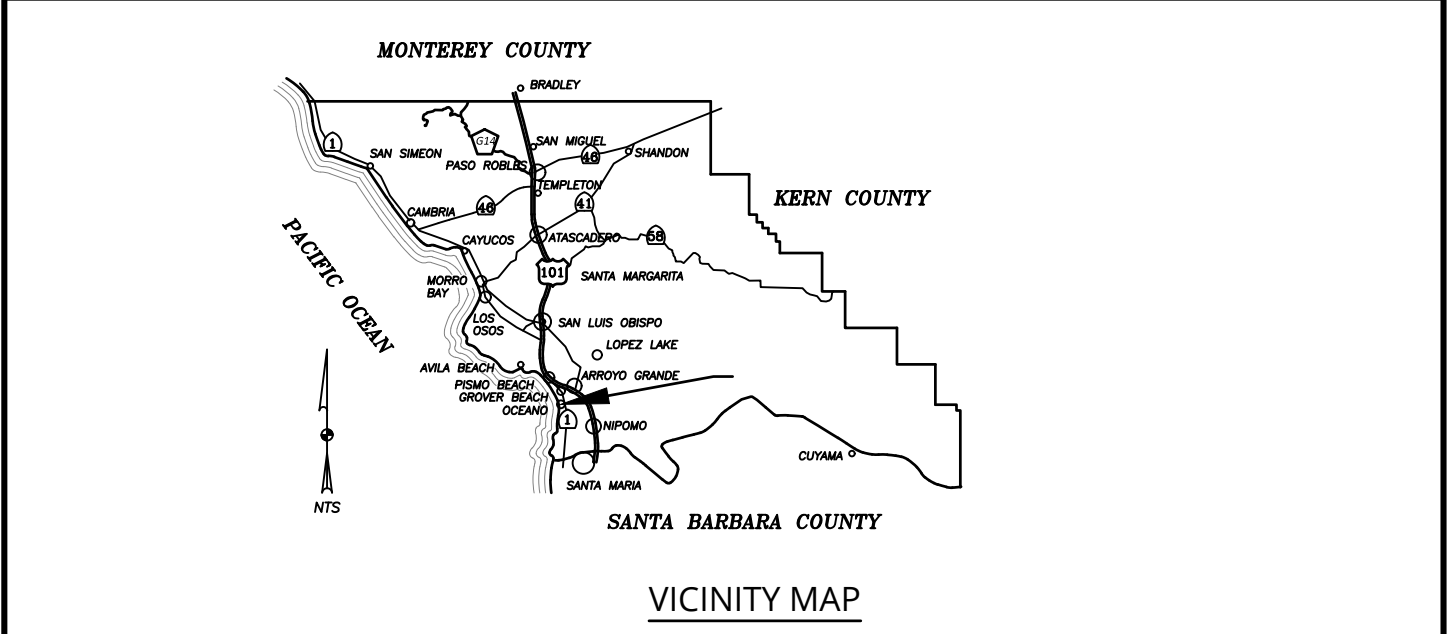 MONTEREY COUNTY
BRADLEY
1
G14
SAN MIGUEL
46
SHANDON
SAN SIMEON
PASO ROBLES
TEMPLETON
KERN COUNTY
46
41
CAMBRIA
CAYUCOS
ATASCADERO
58
PACIFIC OCEAN
101
SANTA MARGARITA
MORRO
BAY
LOS
OSOS
SAN LUIS OBISPO
LOPEZ LAKE
AVILA BEACH
ARROYO GRANDE
PISMO BEACH
GROVER BEACH
OCEANO
1
NIPOMO
CUYAMA
SANTA MARIA
NTS
SANTA BARBARA COUNTY
VICINITY MAP